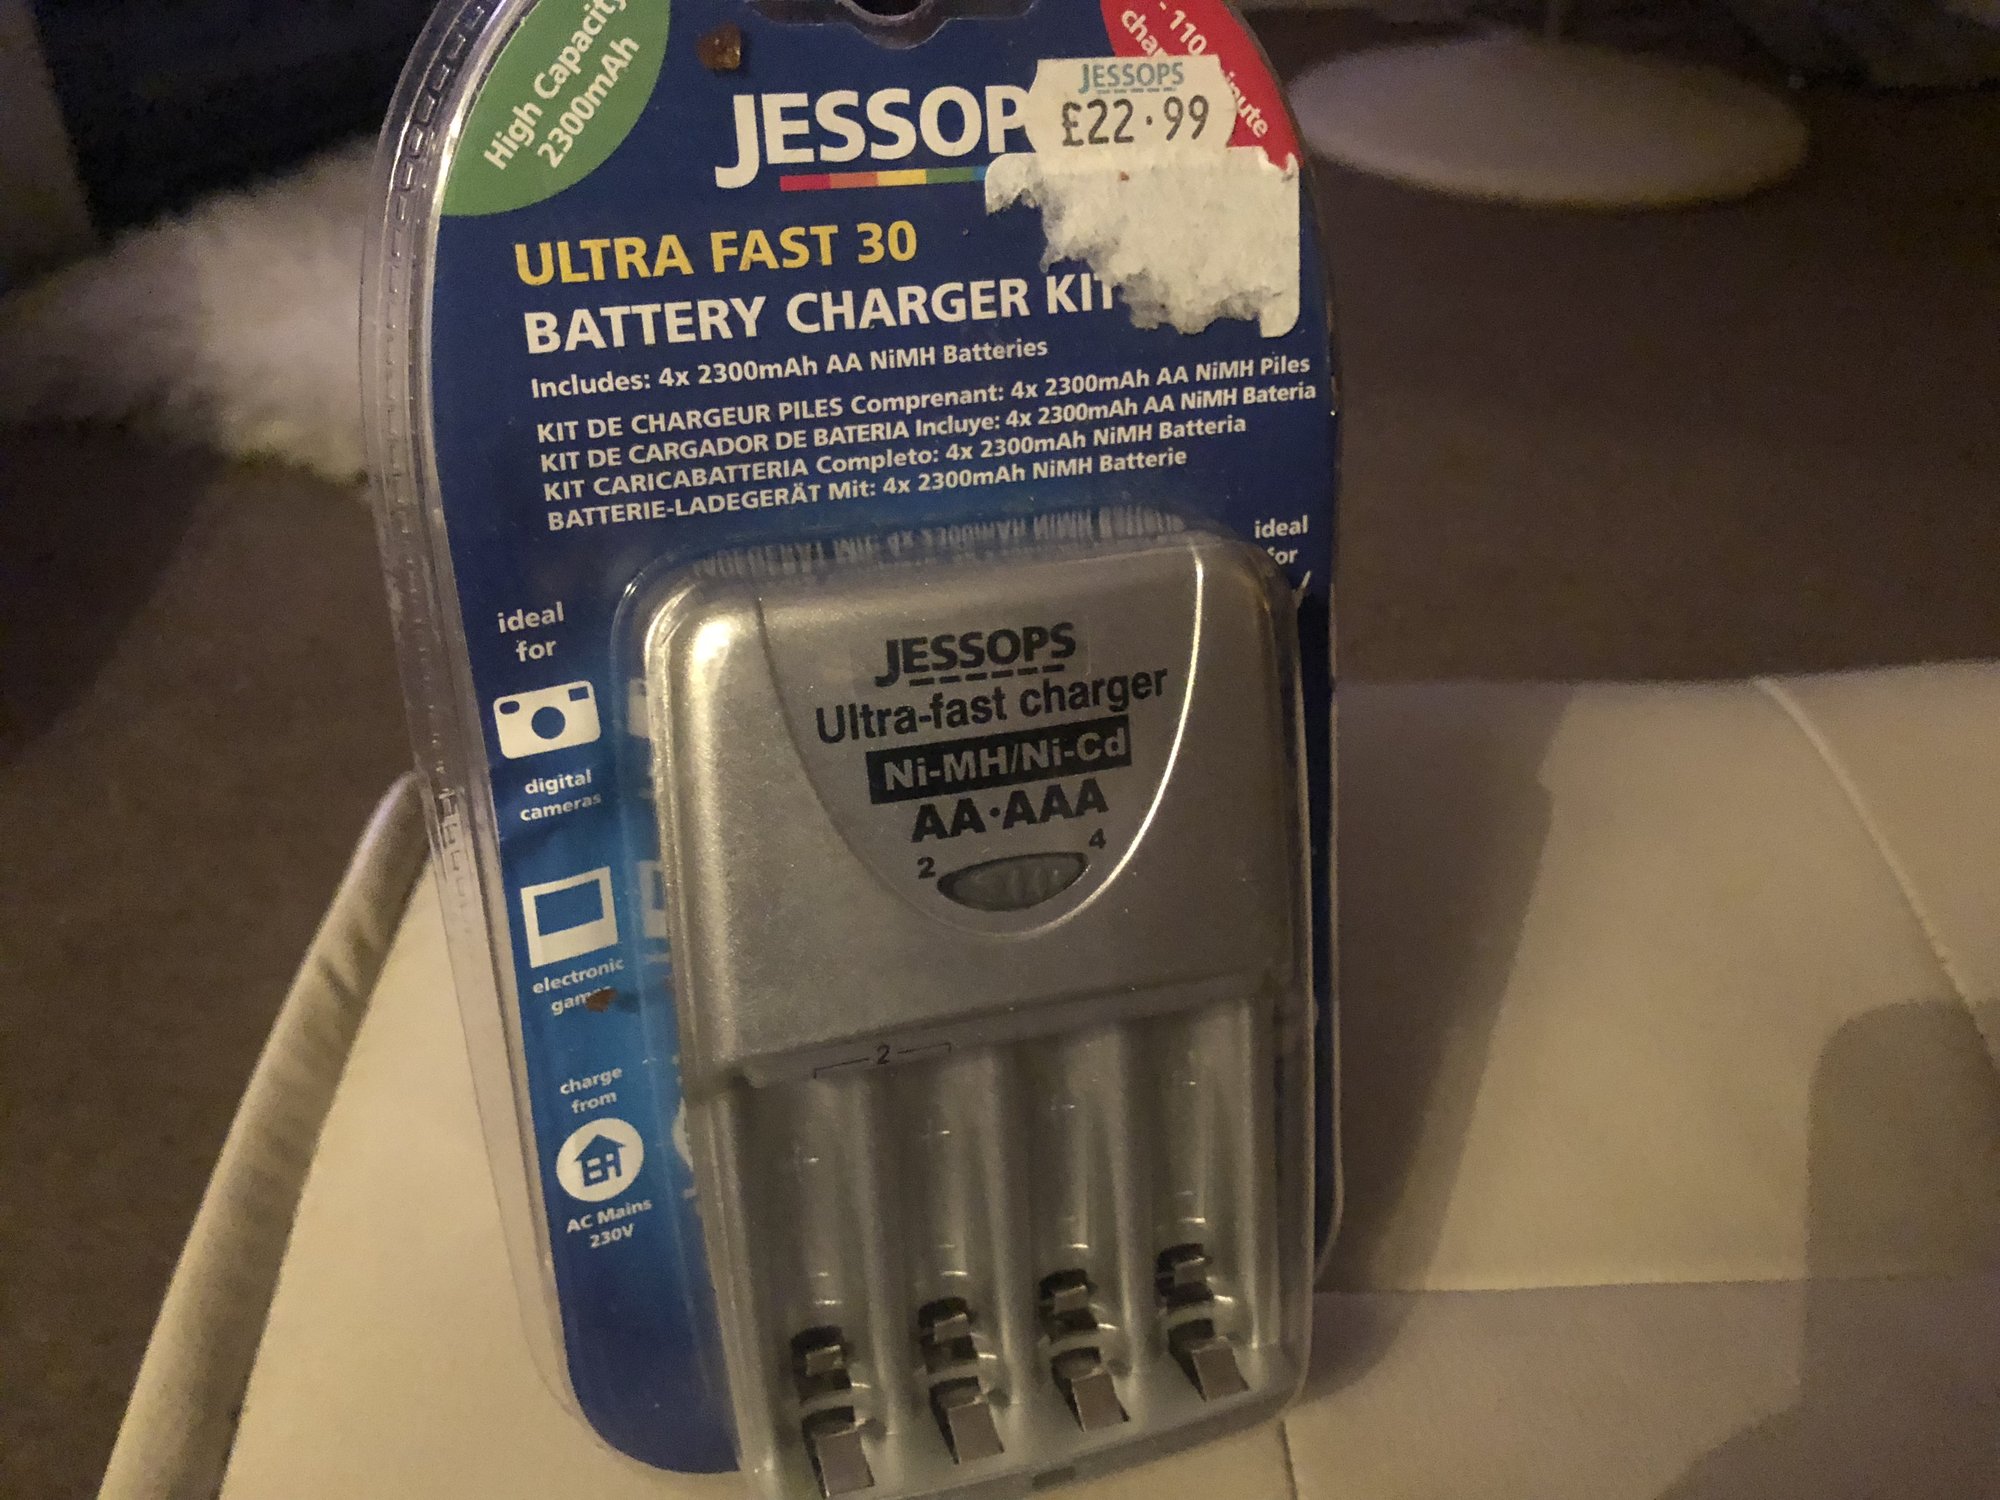 High Capacity
2300mAh
- 110
JESSOPS
£22.99
ULTRA FAST 30
BATTERY CHARGER KIT
Includes: 4x 2300mAh AA NiMH Batteries
KIT DE CHARGEUR PILES Comprenant: 4x 2300mAh AA NiMH Piles
KIT DE CARGADOR DE BATERIA Incluye: 4x 2300mAh AA NiMH Bateria
KIT CARICABATTERIA Completo: 4x 2300mAh NiMH Batteria
BATTERIE-LADEGERÄT Mit: 4x 2300mAh NiMH Batterie
ideal
for
digital
cameras
electronic
charge
from
AC Mains
230V
ideal
for
JESSOPS
Ultra-fast charger
Ni-MH/Ni-Cd
AA·AAA
2 4
2